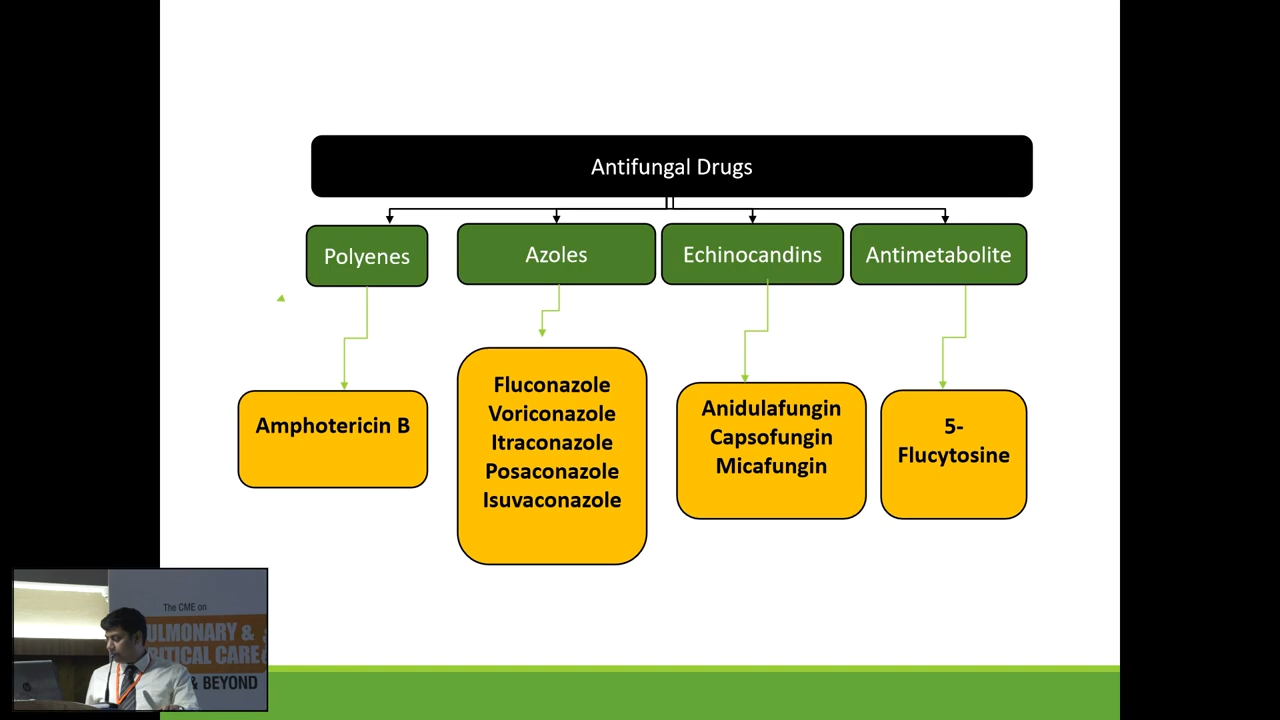 Antifungal Drugs
Polyenes
Azoles
Echinocandins
Antimetabolite
Amphotericin B
Fluconazole
Voriconazole
Itraconazole
Posaconazole
Isuvaconazole
Anidulafungin
Capsofungin
Micafungin
5-
Flucytosine
The CME on
ULMONARY &
RITICAL CARE
& BEYOND